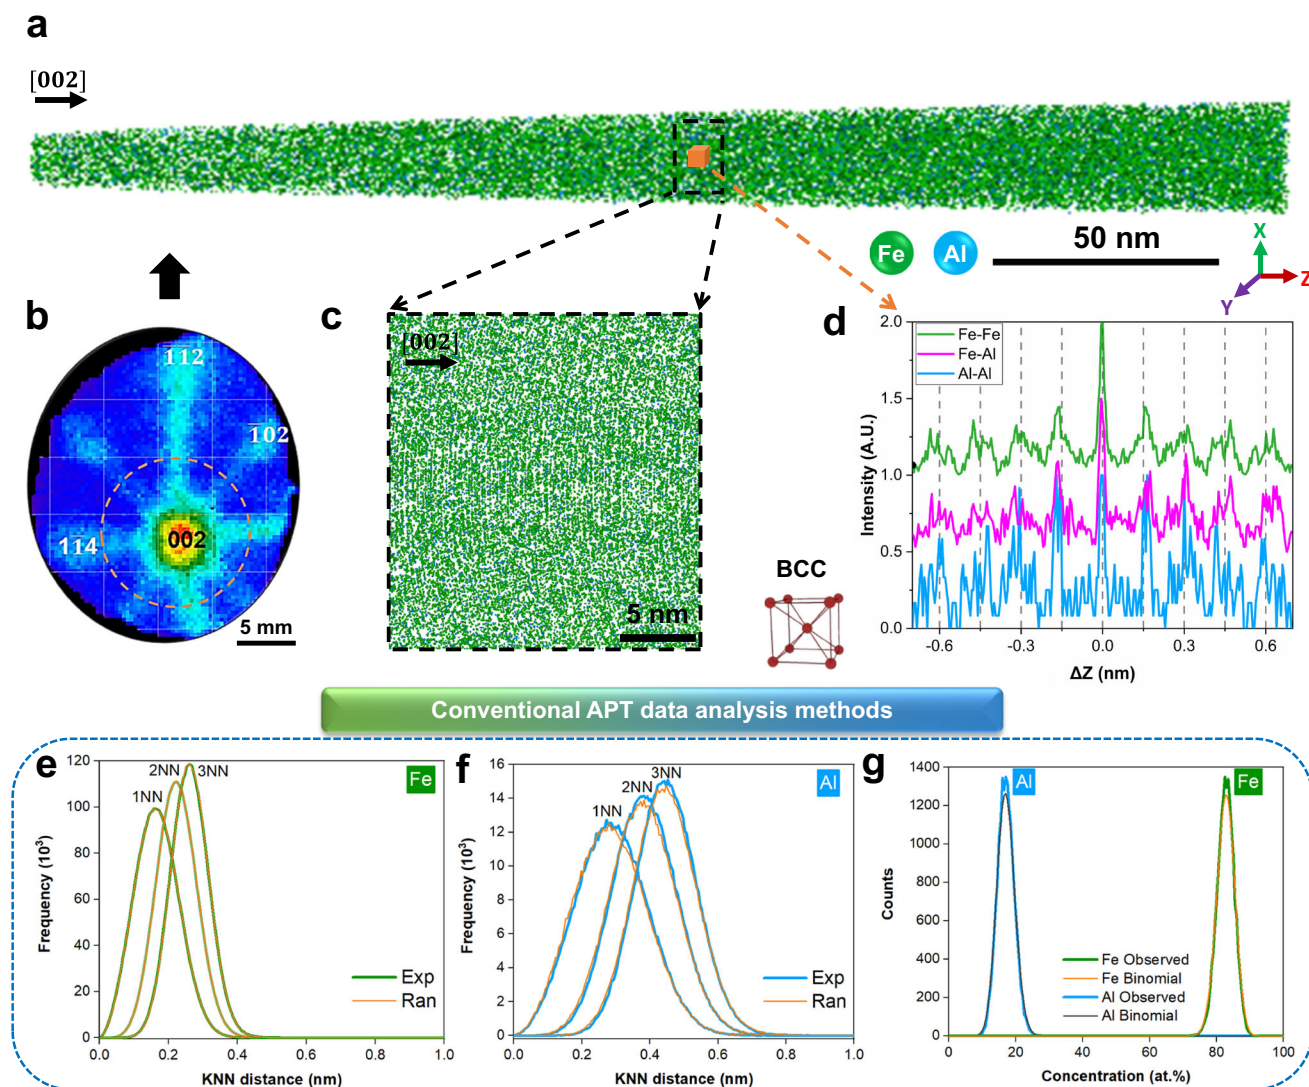 a
[002]
Fe
Al
50 nm
X
Z
Y
b
1̅12
1̅02
002
11̅4
5 mm
c
[002]
5 nm
BCC
d
2.0
1.5
1.0
0.5
0.0
Intensity (A.U.)
Fe-Fe
Fe-Al
Al-Al
-0.6
-0.3
0.0
0.3
0.6
ΔZ (nm)
Conventional APT data analysis methods
e
120
100
80
60
40
20
0
Frequency (10³)
1NN
2NN
3NN
Fe
Exp
Ran
0.0
0.2
0.4
0.6
0.8
1.0
KNN distance (nm)
f
16
14
12
10
8
6
4
2
0
Frequency (10³)
1NN
2NN
3NN
Al
Exp
Ran
0.0
0.2
0.4
0.6
0.8
1.0
KNN distance (nm)
g
1400
1200
1000
800
600
400
200
0
Counts
Al
Fe
Fe Observed
Fe Binomial
Al Observed
Al Binomial
0
20
40
60
80
100
Concentration (at.%)